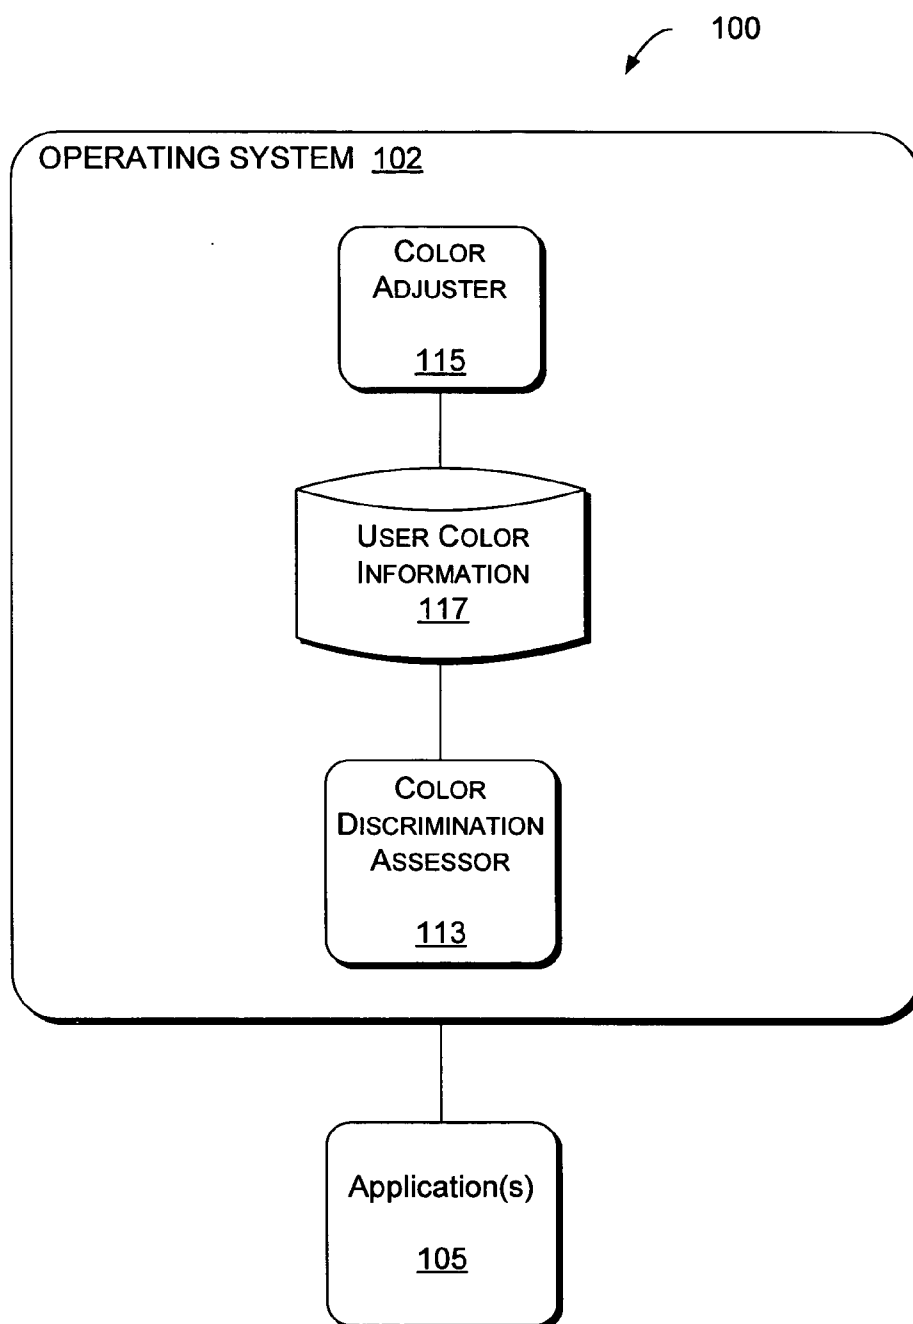 100
OPERATING SYSTEM 102
COLOR
ADJUSTER
115
USER COLOR
INFORMATION
117
COLOR
DISCRIMINATION
ASSESSOR
113
Application(s)
105